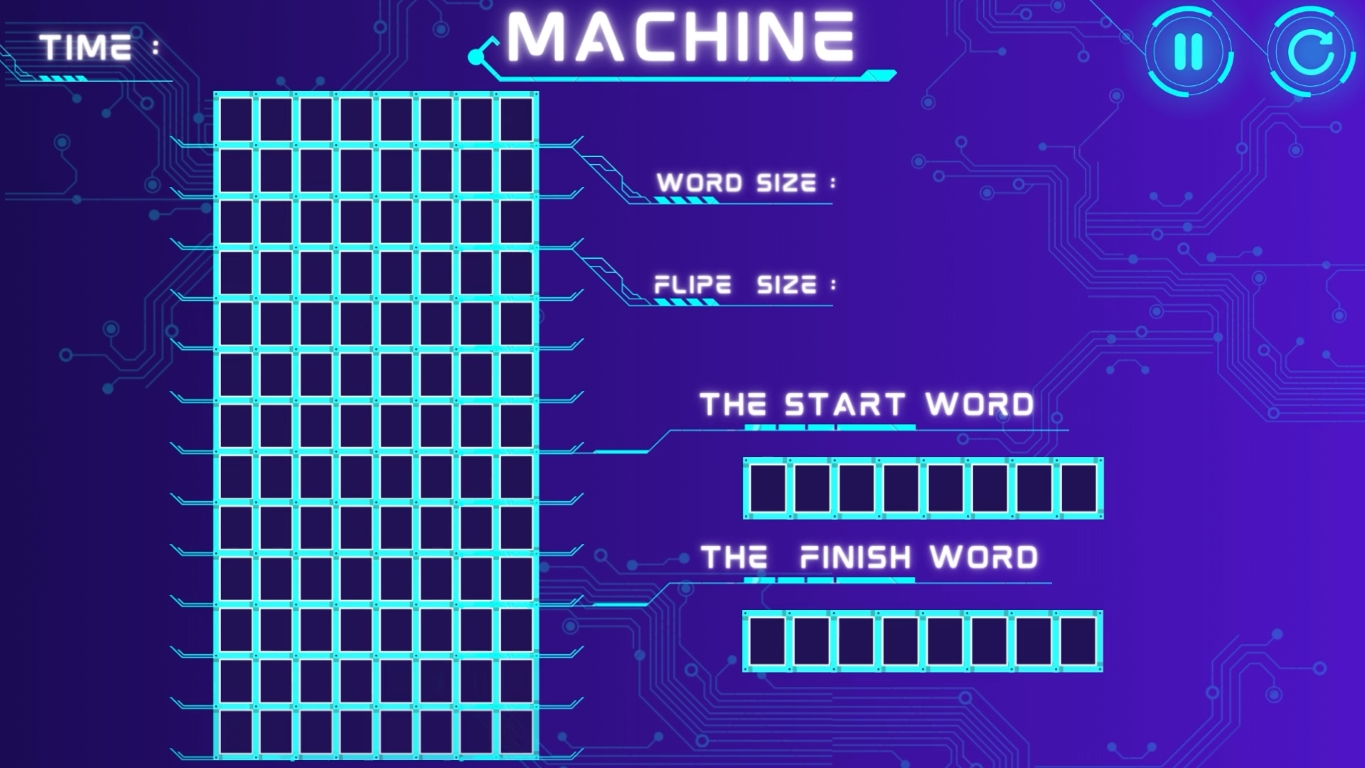 MACHINE
TIME :
WORD SIZE :
FLIPE SIZE :
THE START WORD
THE FINISH WORD